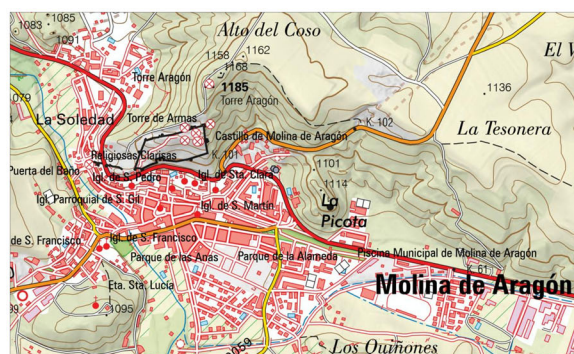 1083
1085
1091
Alto del Coso
1158
1162
1168
El V
1185
Torre Aragón
Torre Aragón
1136
1079
La Soledad
Torre de Armas
K. 102
La Tesonera
Castillo de Molina de Aragón
Religiosas Clarisas
K. 101
1101
Puerta del Baño
Igl. de S. Pedro
Igl. de Sta. Clara
1114
Igl. Parroquial de S. Gil
Igl. de S. Martín
La
Picota
de S. Francisco
Igl. de S. Francisco
Parque de las Aras
Parque de la Alameda
Piscina Municipal de Molina de Aragón
K. 61
Eta. Sta. Lucía
Molina de Aragón
99
1095
1059
Los Quiñones